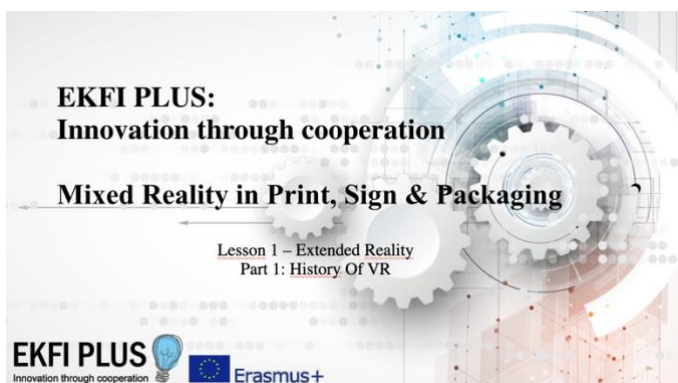 EKFI PLUS:
Innovation through cooperation
Mixed Reality in Print, Sign & Packaging
Lesson 1 – Extended Reality
Part 1: History Of VR
EKFI PLUS
Innovation through cooperation
Erasmus+